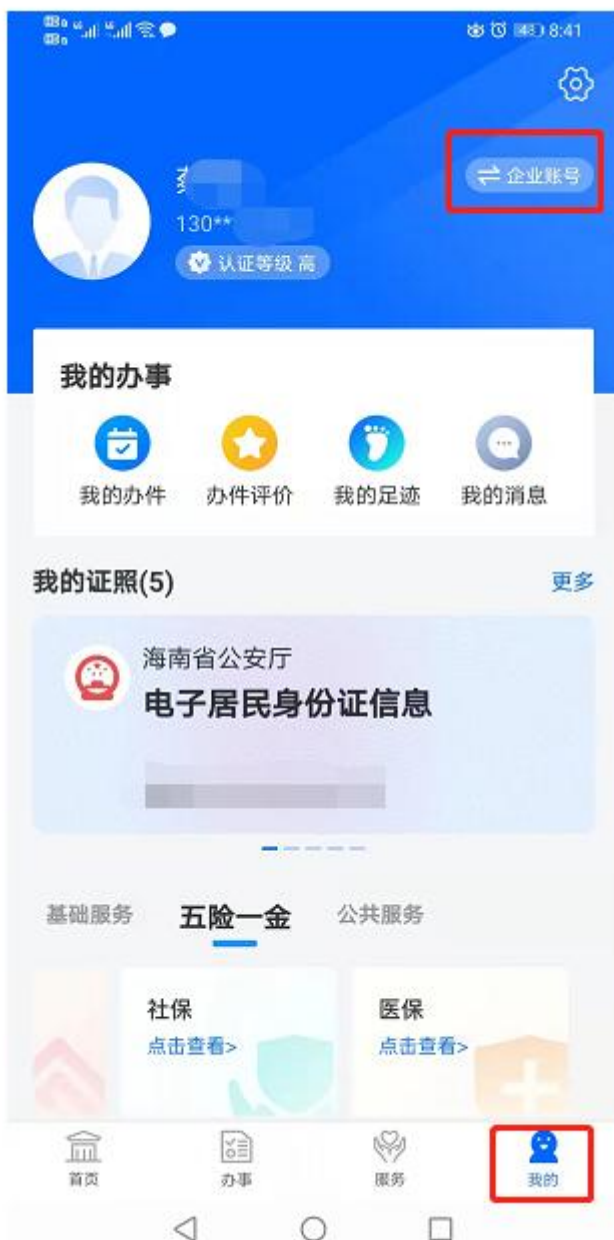 8:41
企业账号
130**
认证等级 高
我的办事
我的办件 办件评价 我的足迹 我的消息
我的证照(5) 更多
海南省公安厅
电子居民身份证信息
基础服务 五险一金 公共服务
社保 医保
点击查看> 点击查看>
首页 办事 服务 我的